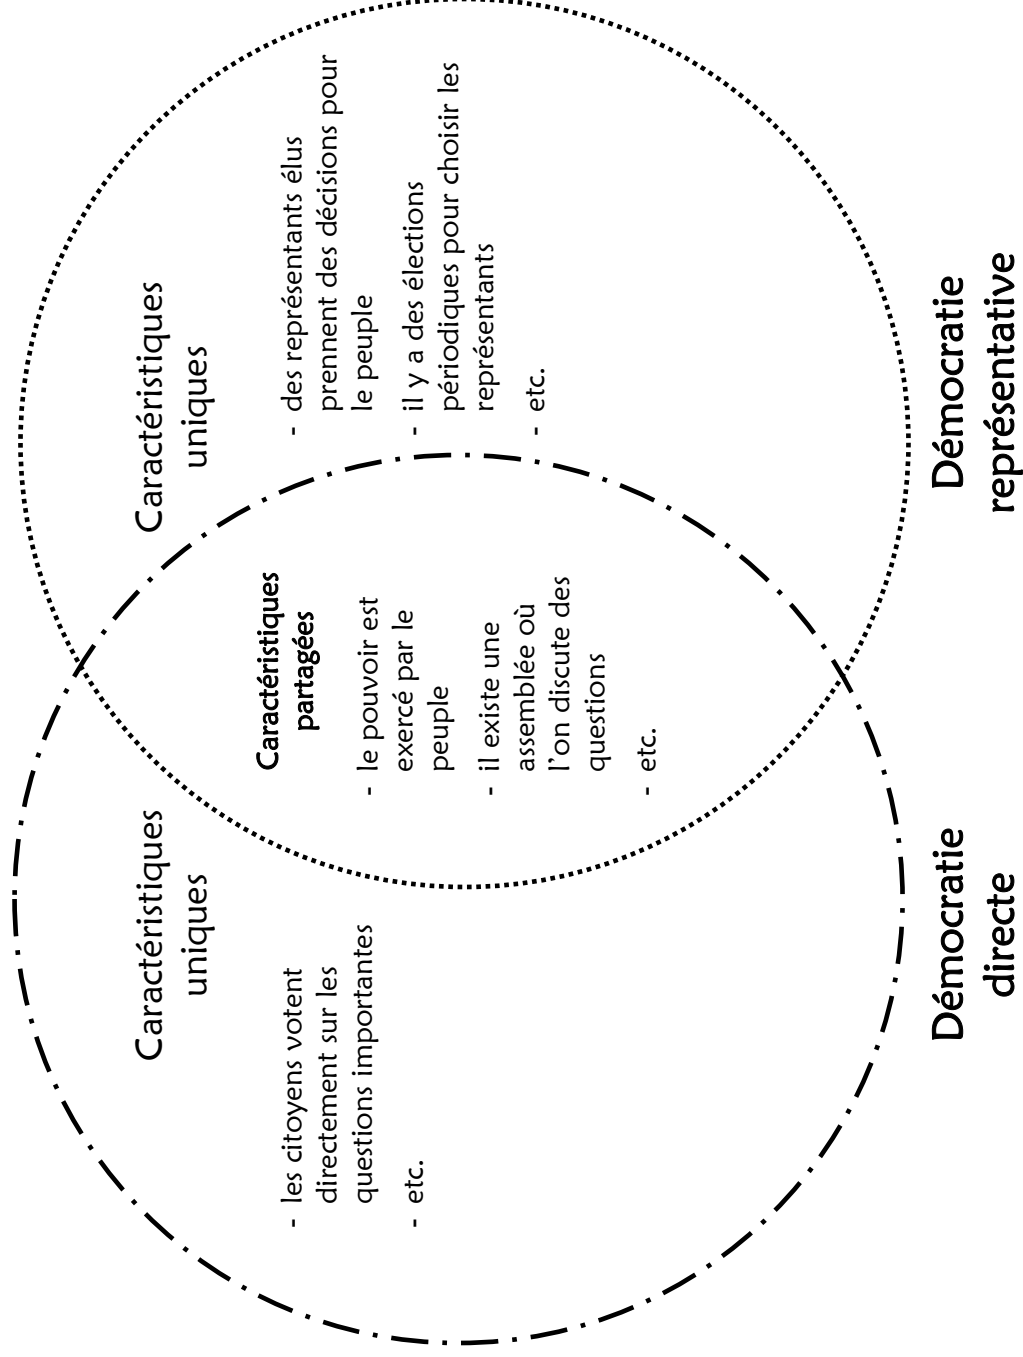 Caractéristiques
uniques
- les citoyens votent
directement sur les
questions importantes
- etc.
Caractéristiques
partagées
- le pouvoir est
exercé par le
peuple
- il existe une
assemblée où
l'on discute des
questions
- etc.
Caractéristiques
uniques
- des représentants élus
prennent des décisions pour
le peuple
- il y a des élections
périodiques pour choisir les
représentants
- etc.
Démocratie
directe
Démocratie
représentative